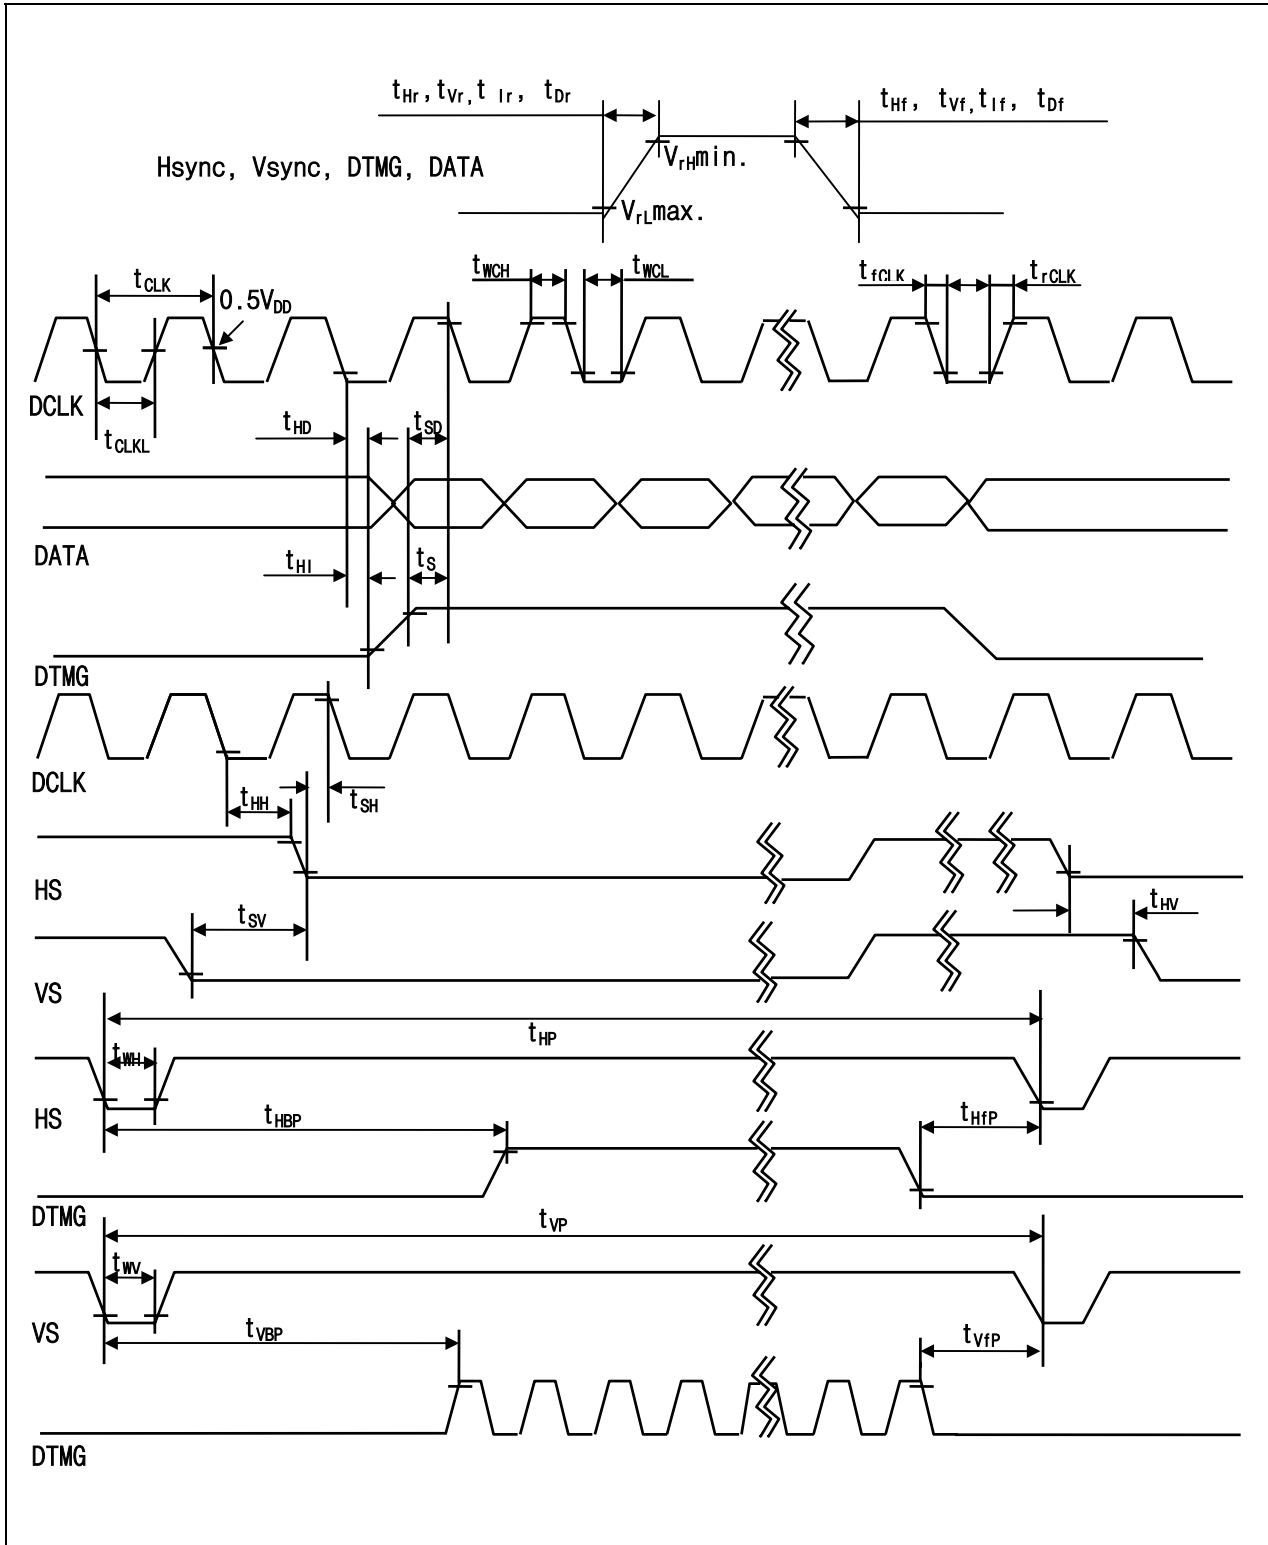 tHr, tVr, tIr, tDr
tHf, tVf, tIf, tDf
Hsync, Vsync, DTMG, DATA
VrHmin.
VrLmax.
tCLK
0.5VDD
tWCH
tWCL
tfCLK
trCLK
DCLK
tCLKL
tHD
tSD
DATA
tHI
tS
DTMG
DCLK
tHH
tSH
HS
tSV
tHV
VS
tHP
tWH
HS
tHBP
tHfP
DTMG
tVP
tWV
VS
tVBP
tVfP
DTMG